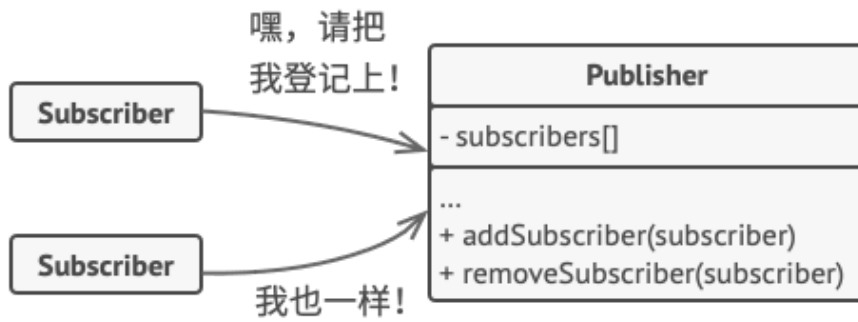 嘿，请把
我登记上！
Subscriber
Subscriber
我也一样！
Publisher
- subscribers[]
...
+ addSubscriber(subscriber)
+ removeSubscriber(subscriber)